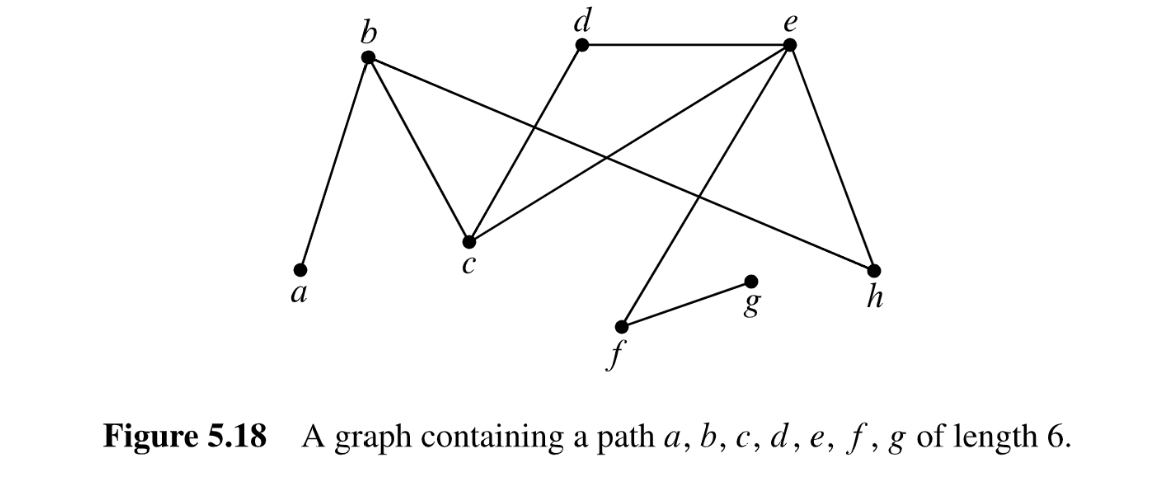 d
e
b
c
a
g
h
f
Figure 5.18 A graph containing a path a, b, c, d, e, f, g of length 6.